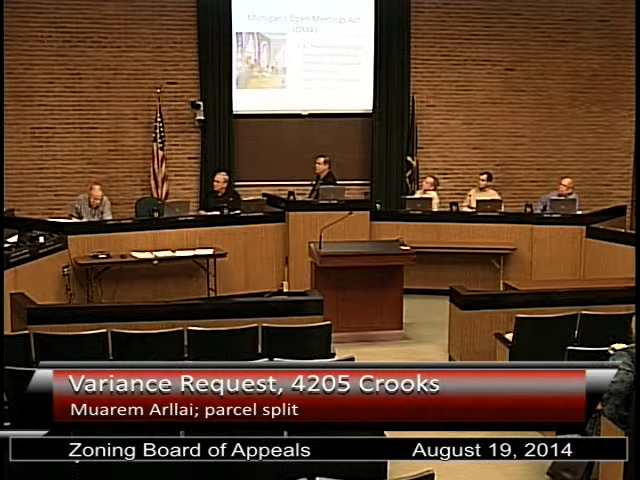 Michigan's Open Meetings Act
(OMA)
Variance Request, 4205 Crooks
Muarem Arllai; parcel split
Zoning Board of Appeals August 19, 2014